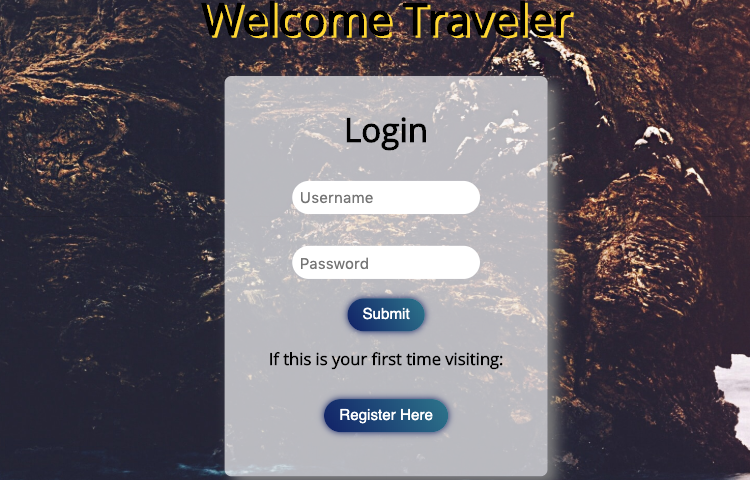 Welcome Traveler
Login
Username
Password
Submit
If this is your first time visiting:
Register Here